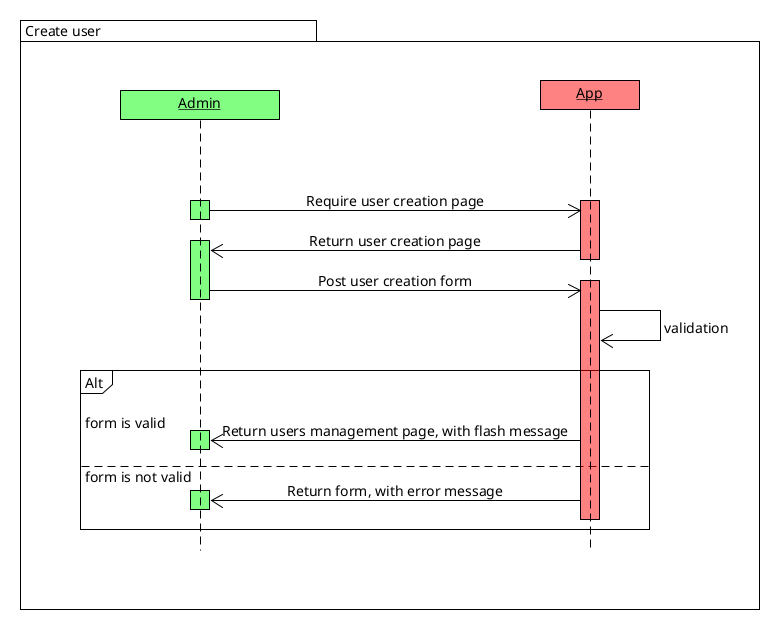 Create user
Admin
App
Require user creation page
Return user creation page
Post user creation form
validation
Alt
form is valid
Return users management page, with flash message
form is not valid
Return form, with error message